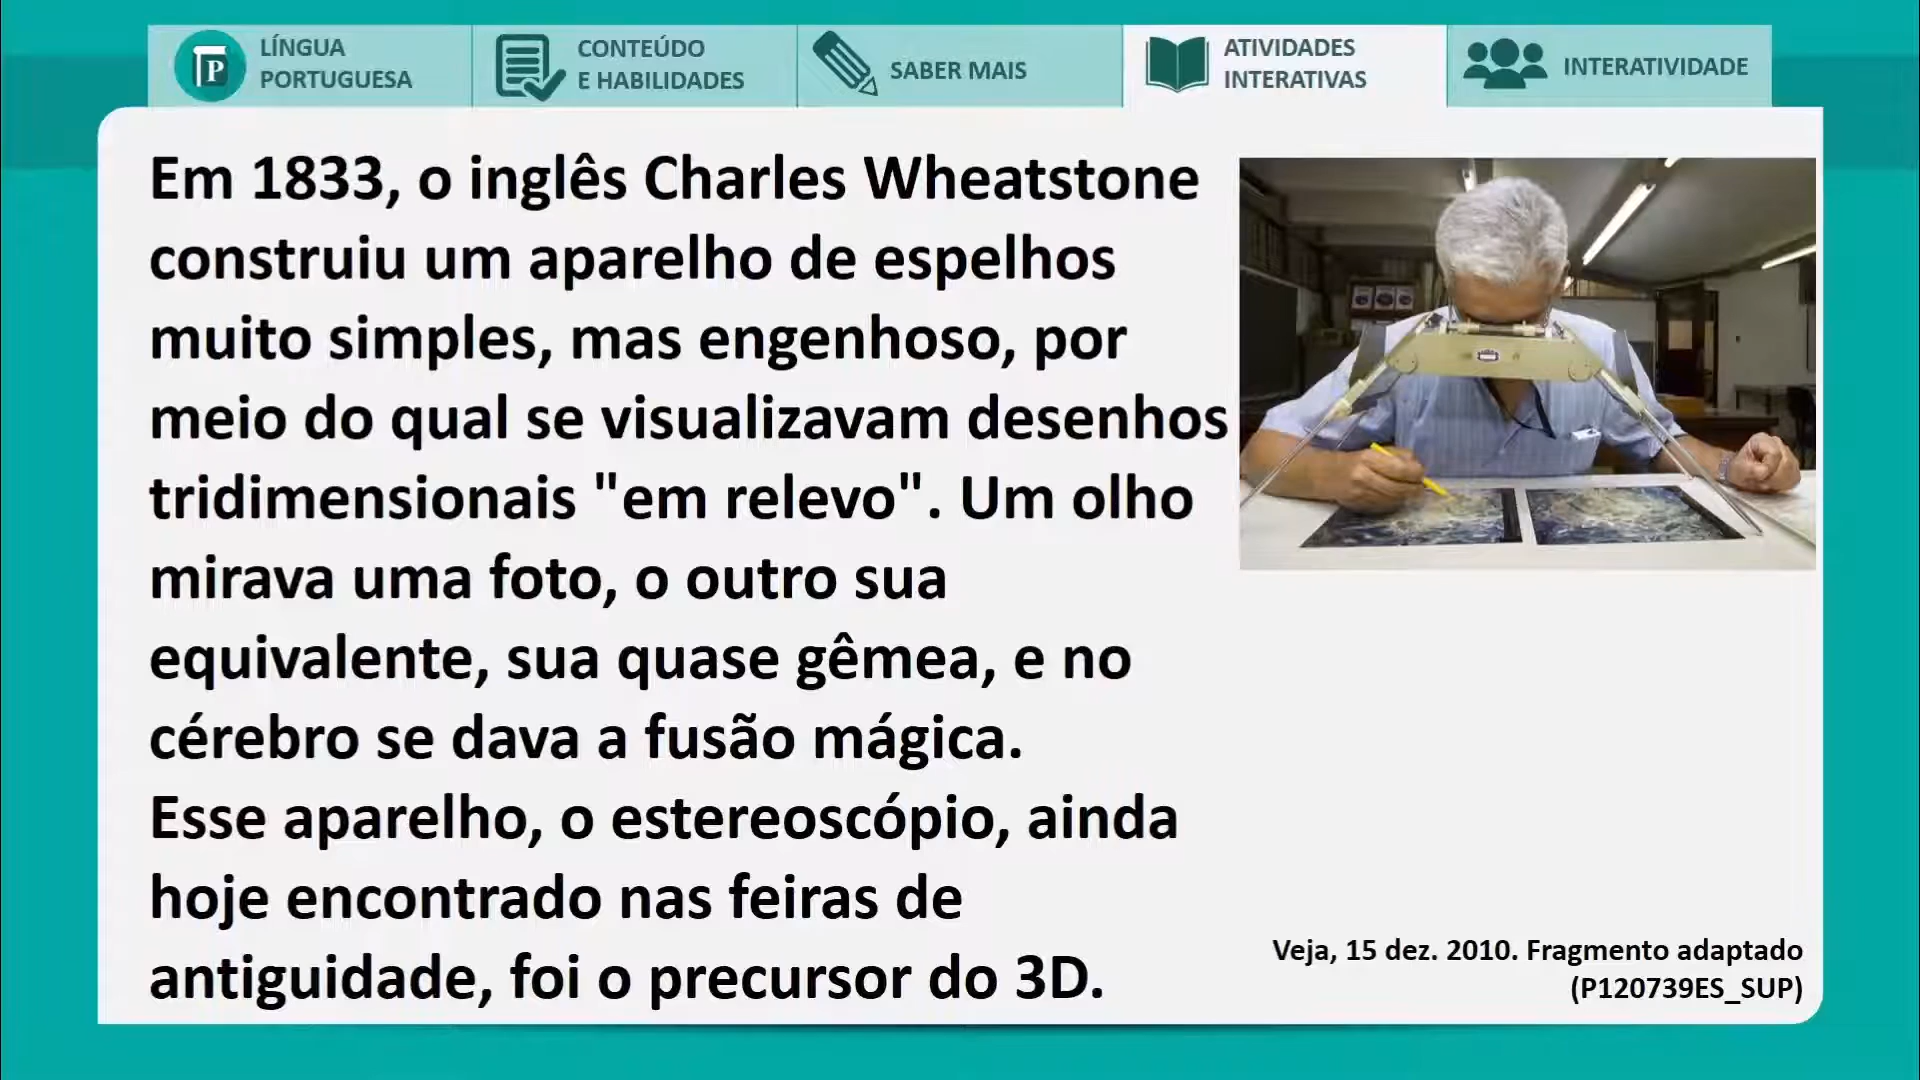 LÍNGUA
PORTUGUESA
CONTEÚDO
E HABILIDADES
SABER MAIS
ATIVIDADES
INTERATIVAS
INTERATIVIDADE
Em 1833, o inglês Charles Wheatstone
construiu um aparelho de espelhos
muito simples, mas engenhoso, por
meio do qual se visualizavam desenhos
tridimensionais "em relevo". Um olho
mirava uma foto, o outro sua
equivalente, sua quase gêmea, e no
cérebro se dava a fusão mágica.
Esse aparelho, o estereoscópio, ainda
hoje encontrado nas feiras de
antiguidade, foi o precursor do 3D.
Veja, 15 dez. 2010. Fragmento adaptado
(P120739ES_SUP)